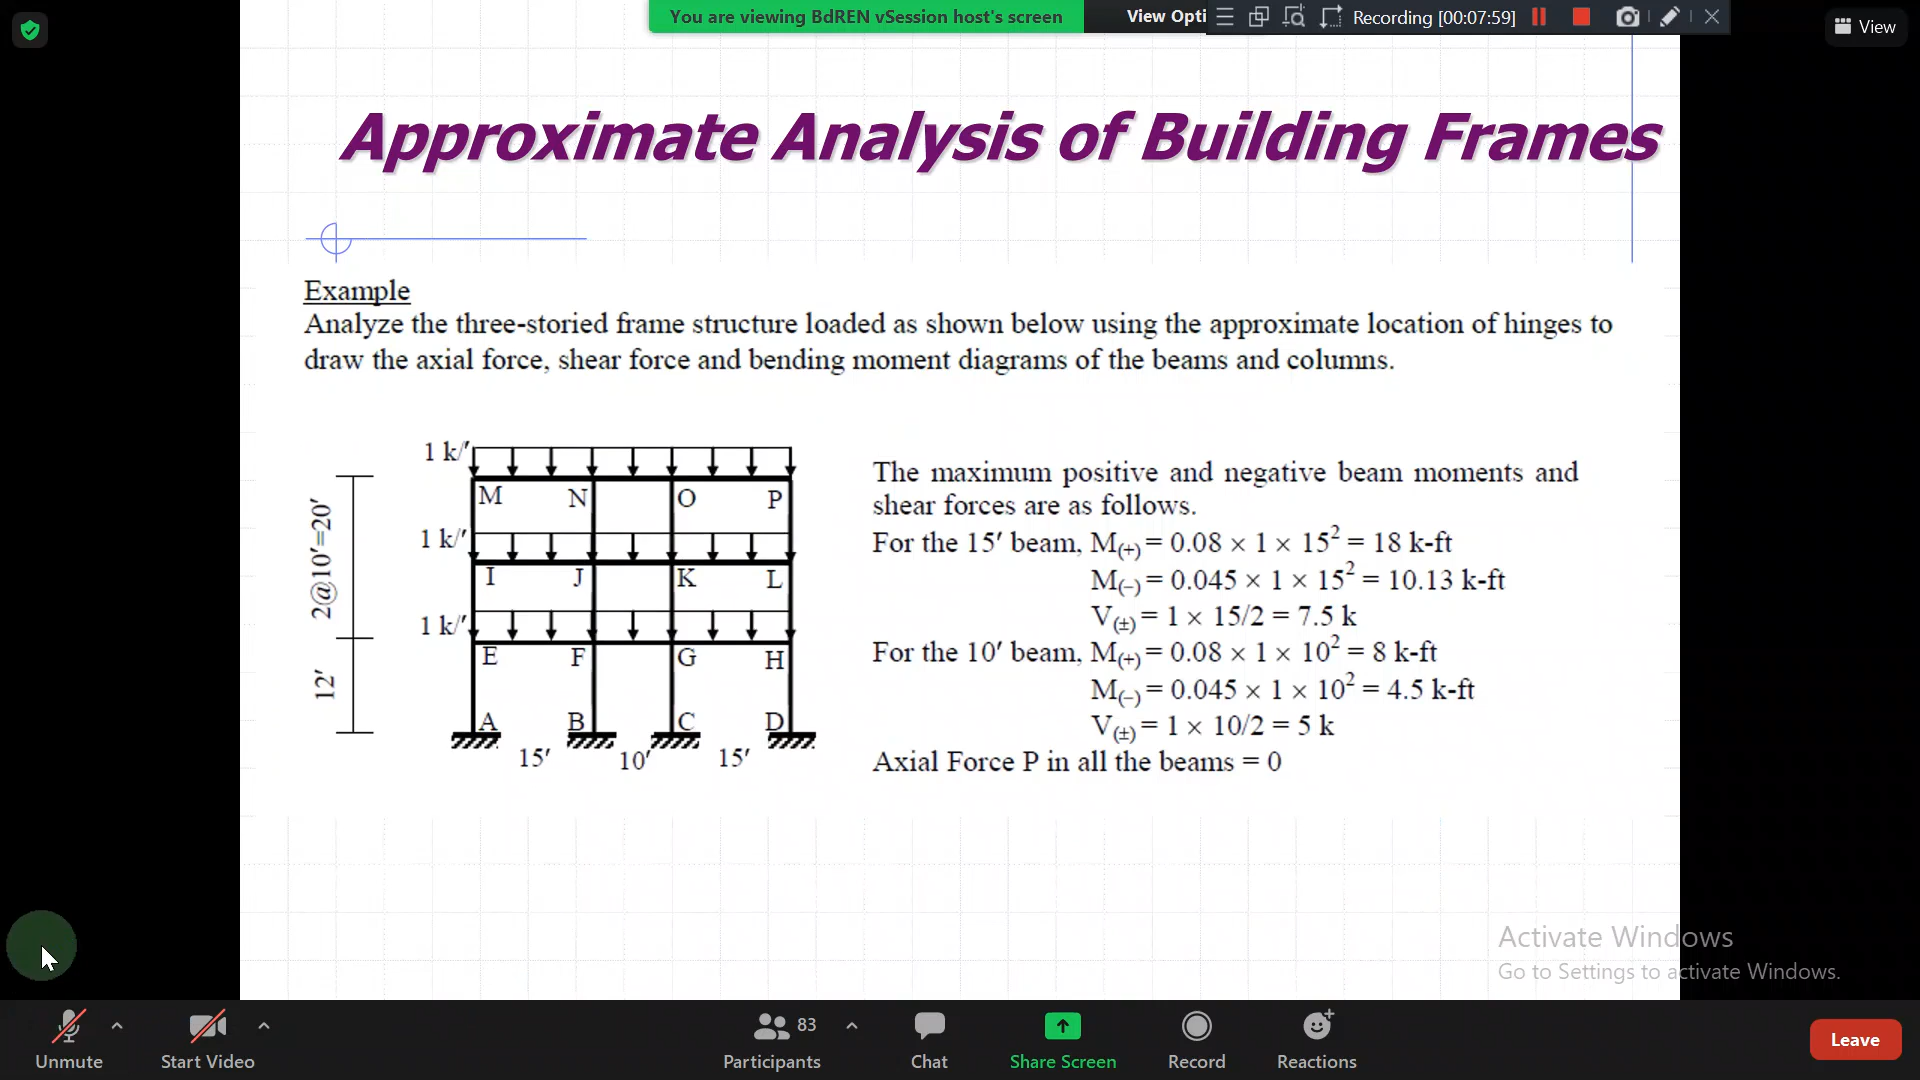 You are viewing BdREN vSession host's screen
View Opti
Recording [00:07:59]
View
Approximate Analysis of Building Frames
Example
Analyze the three-storied frame structure loaded as shown below using the approximate location of hinges to
draw the axial force, shear force and bending moment diagrams of the beams and columns.
1 k/′
M N O P
1 k/′
I J K L
1 k/′
E F G H
A B C D
15′ 10′ 15′
2@10′=20′
12′
The maximum positive and negative beam moments and
shear forces are as follows.
For the 15′ beam, M(+) = 0.08 × 1 × 15² = 18 k-ft
M(−) = 0.045 × 1 × 15² = 10.13 k-ft
V(±) = 1 × 15/2 = 7.5 k
For the 10′ beam, M(+) = 0.08 × 1 × 10² = 8 k-ft
M(−) = 0.045 × 1 × 10² = 4.5 k-ft
V(±) = 1 × 10/2 = 5 k
Axial Force P in all the beams = 0
Activate Windows
Go to Settings to activate Windows.
Unmute
Start Video
83
Participants
Chat
Share Screen
Record
Reactions
Leave